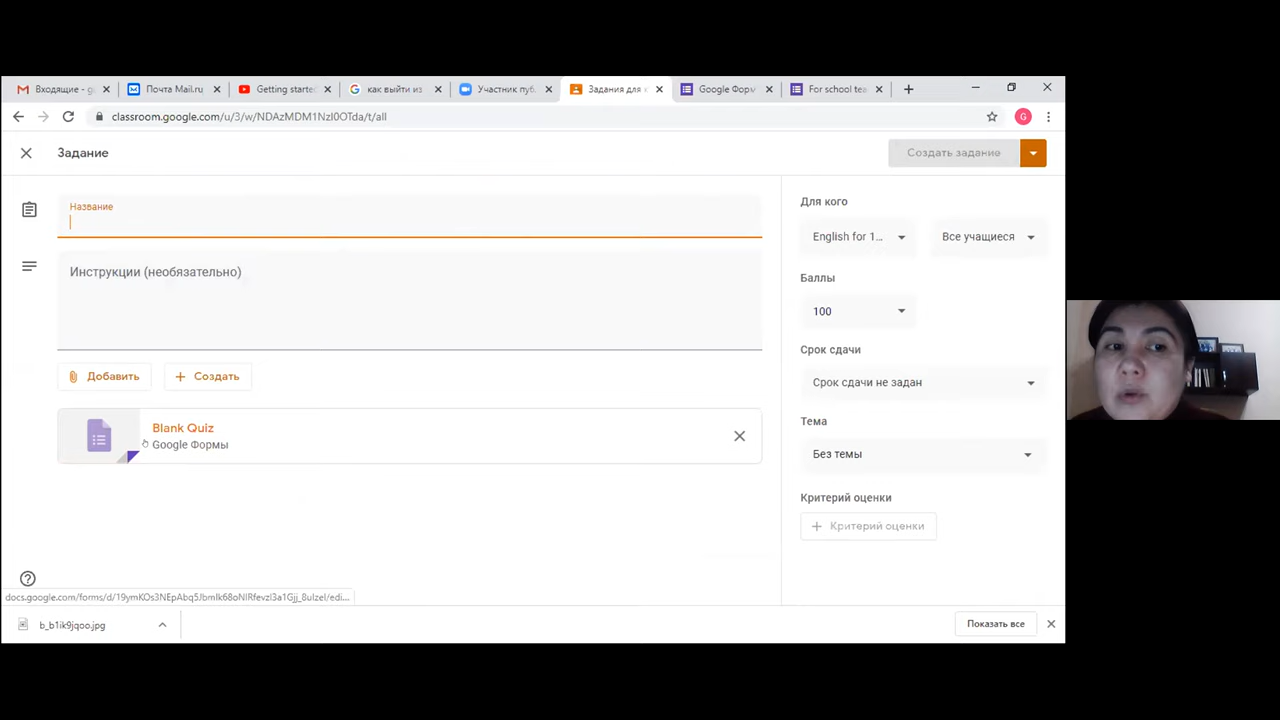 Входящие - g
Почта Mail.ru
Getting starte
как выйти из
Участник пуб
Задания для к
Google Форм
For school tea
classroom.google.com/u/3/w/NDAzMDM1NzI0OTda/t/all
G
Задание
Создать задание
Название
Для кого
English for 1...
Все учащиеся
Инструкции (необязательно)
Баллы
100
Срок сдачи
Добавить
Создать
Срок сдачи не задан
Тема
Blank Quiz
Google Формы
Без темы
Критерий оценки
Критерий оценки
b_b1ik9jqoo.jpg
Показать все